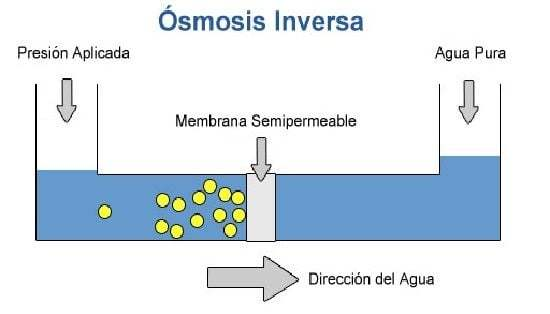 Ósmosis Inversa
Presión Aplicada
Agua Pura
Membrana Semipermeable
Dirección del Agua